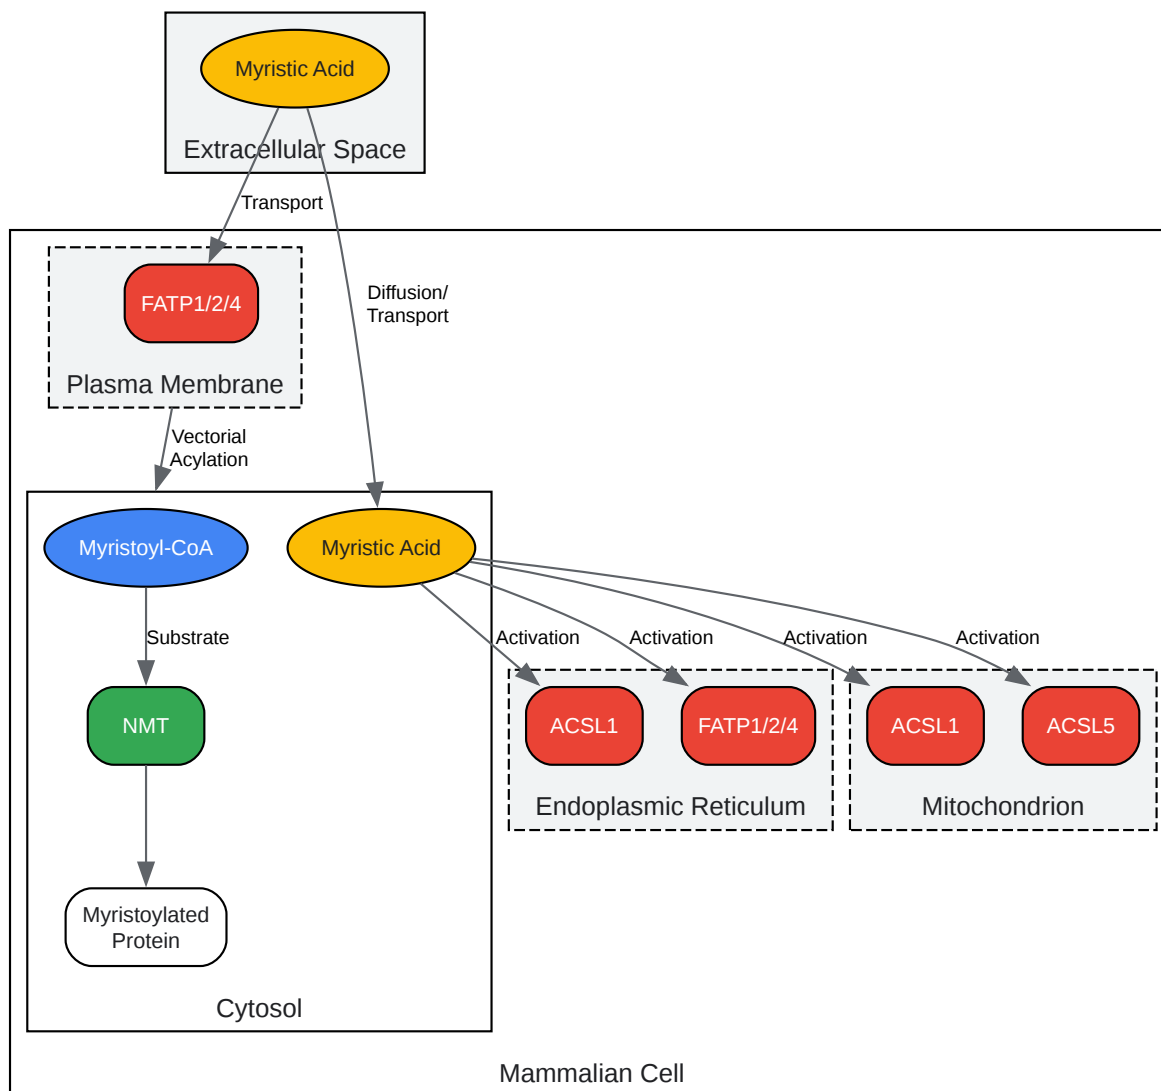 Myristic Acid
Extracellular Space
Transport
FATP1/2/4
Diffusion/
Transport
Plasma Membrane
Vectorial
Acylation
Myristoyl-CoA
Myristic Acid
Substrate
Activation
Activation
Activation
Activation
NMT
ACSL1
FATP1/2/4
ACSL1
ACSL5
Endoplasmic Reticulum
Mitochondrion
Myristoylated
Protein
Cytosol
Mammalian Cell